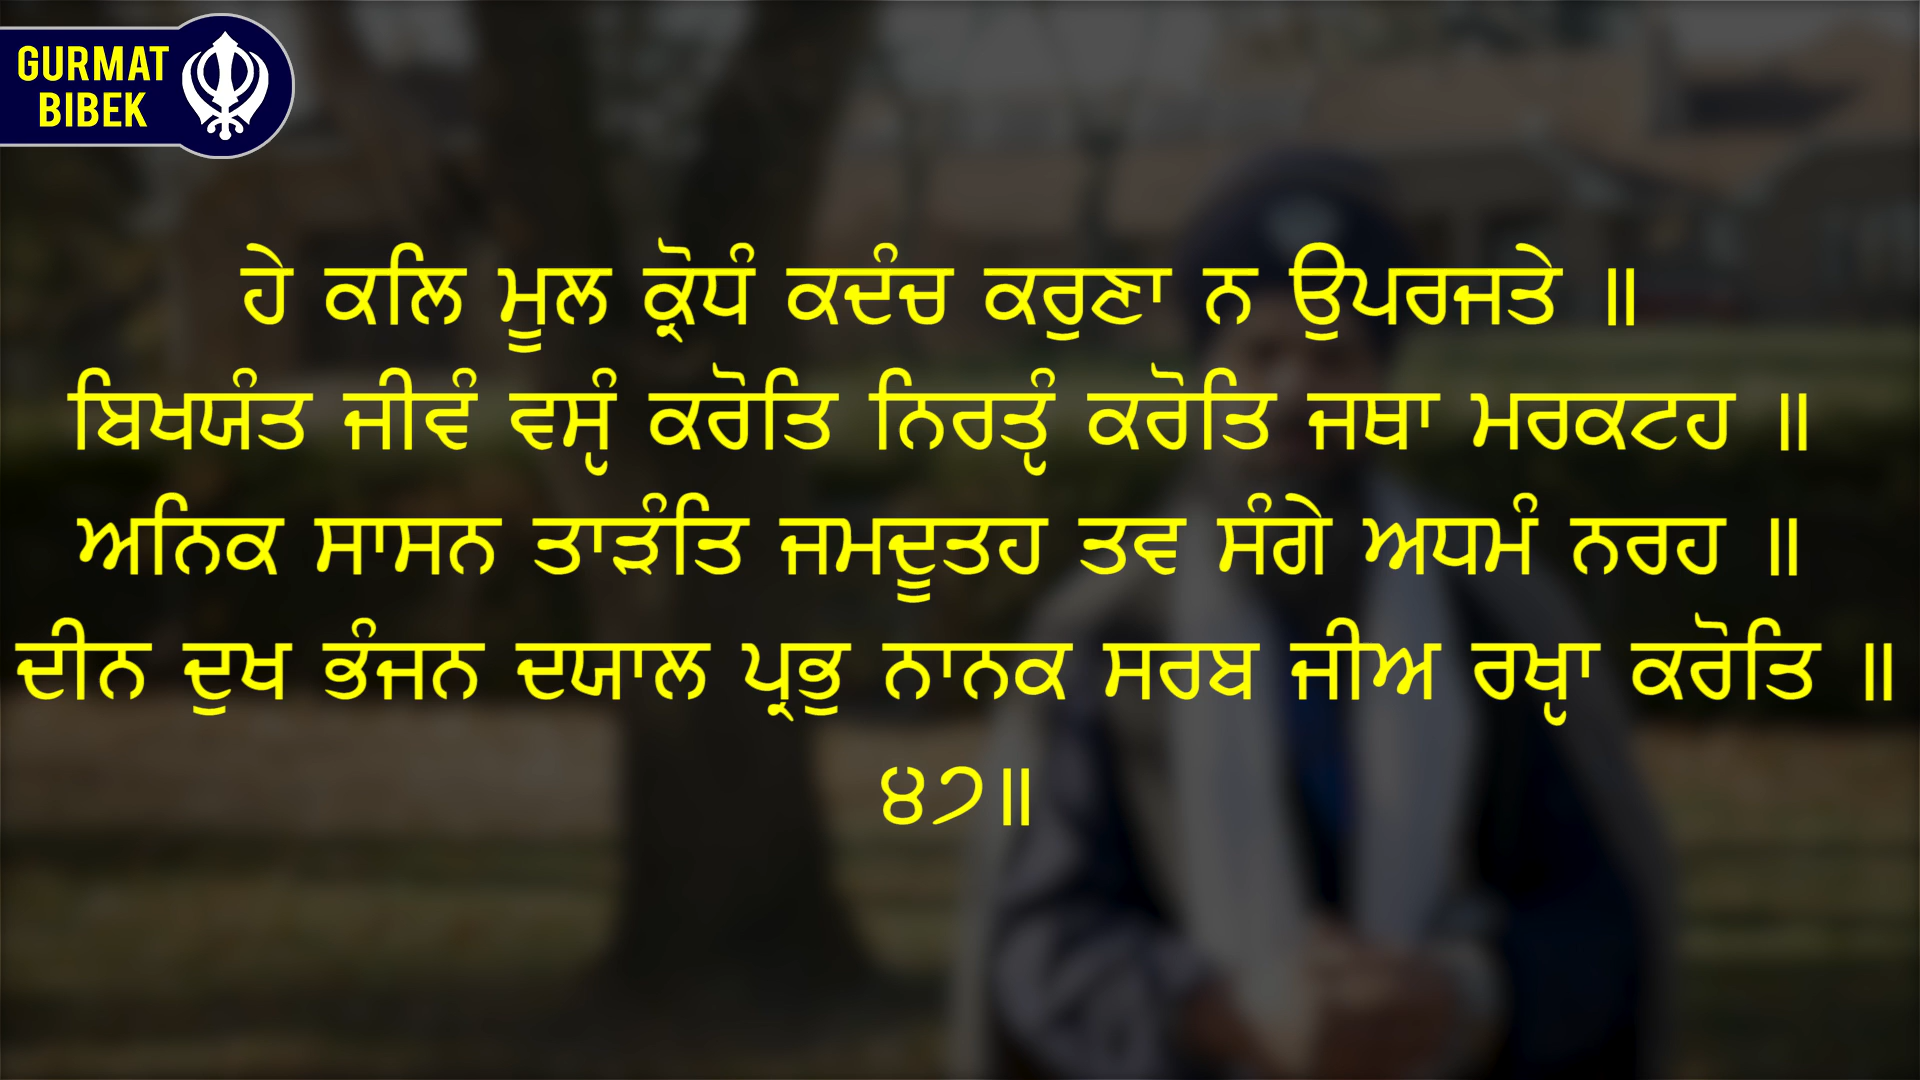 GURMAT
BIBEK
ਹੇ ਕਲਿ ਮੂਲ ਕ੍ਰੋਧੰ ਕਦੰਚ ਕਰੁਣਾ ਨ ਉਪਰਜਤੇ ॥
ਬਿਖਯੰਤ ਜੀਵੰ ਵਸੵੰ ਕਰੋਤਿ ਨਿਰਤੵੰ ਕਰੋਤਿ ਜਥਾ ਮਰਕਟਹ ॥
ਅਨਿਕ ਸਾਸਨ ਤਾੜੰਤਿ ਜਮਦੂਤਹ ਤਵ ਸੰਗੇ ਅਧਮੰ ਨਰਹ ॥
ਦੀਨ ਦੁਖ ਭੰਜਨ ਦਯਾਲ ਪ੍ਰਭੁ ਨਾਨਕ ਸਰਬ ਜੀਅ ਰਖੵਾ ਕਰੋਤਿ ॥
੪੭॥